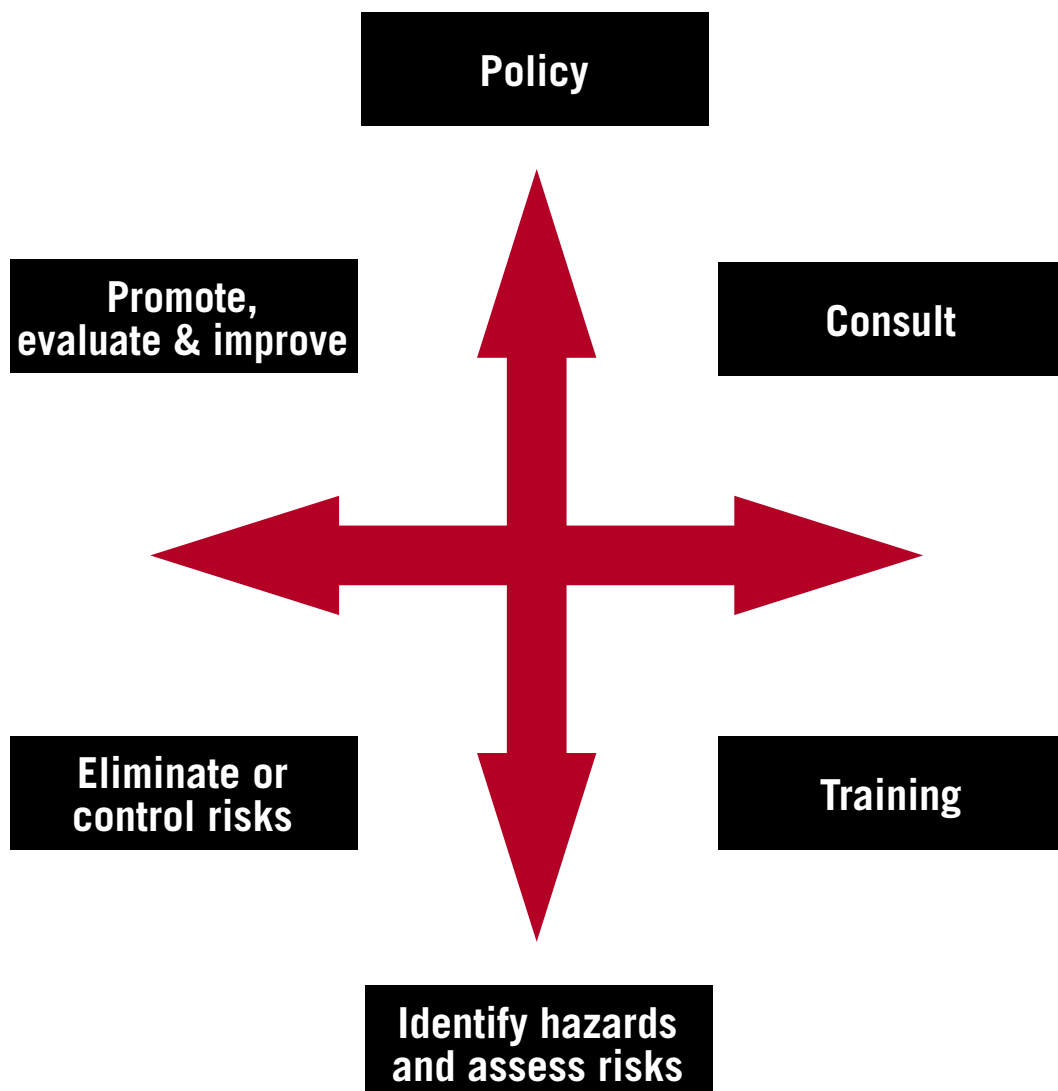 Policy
Promote,
evaluate & improve
Consult
Eliminate or
control risks
Training
Identify hazards
and assess risks